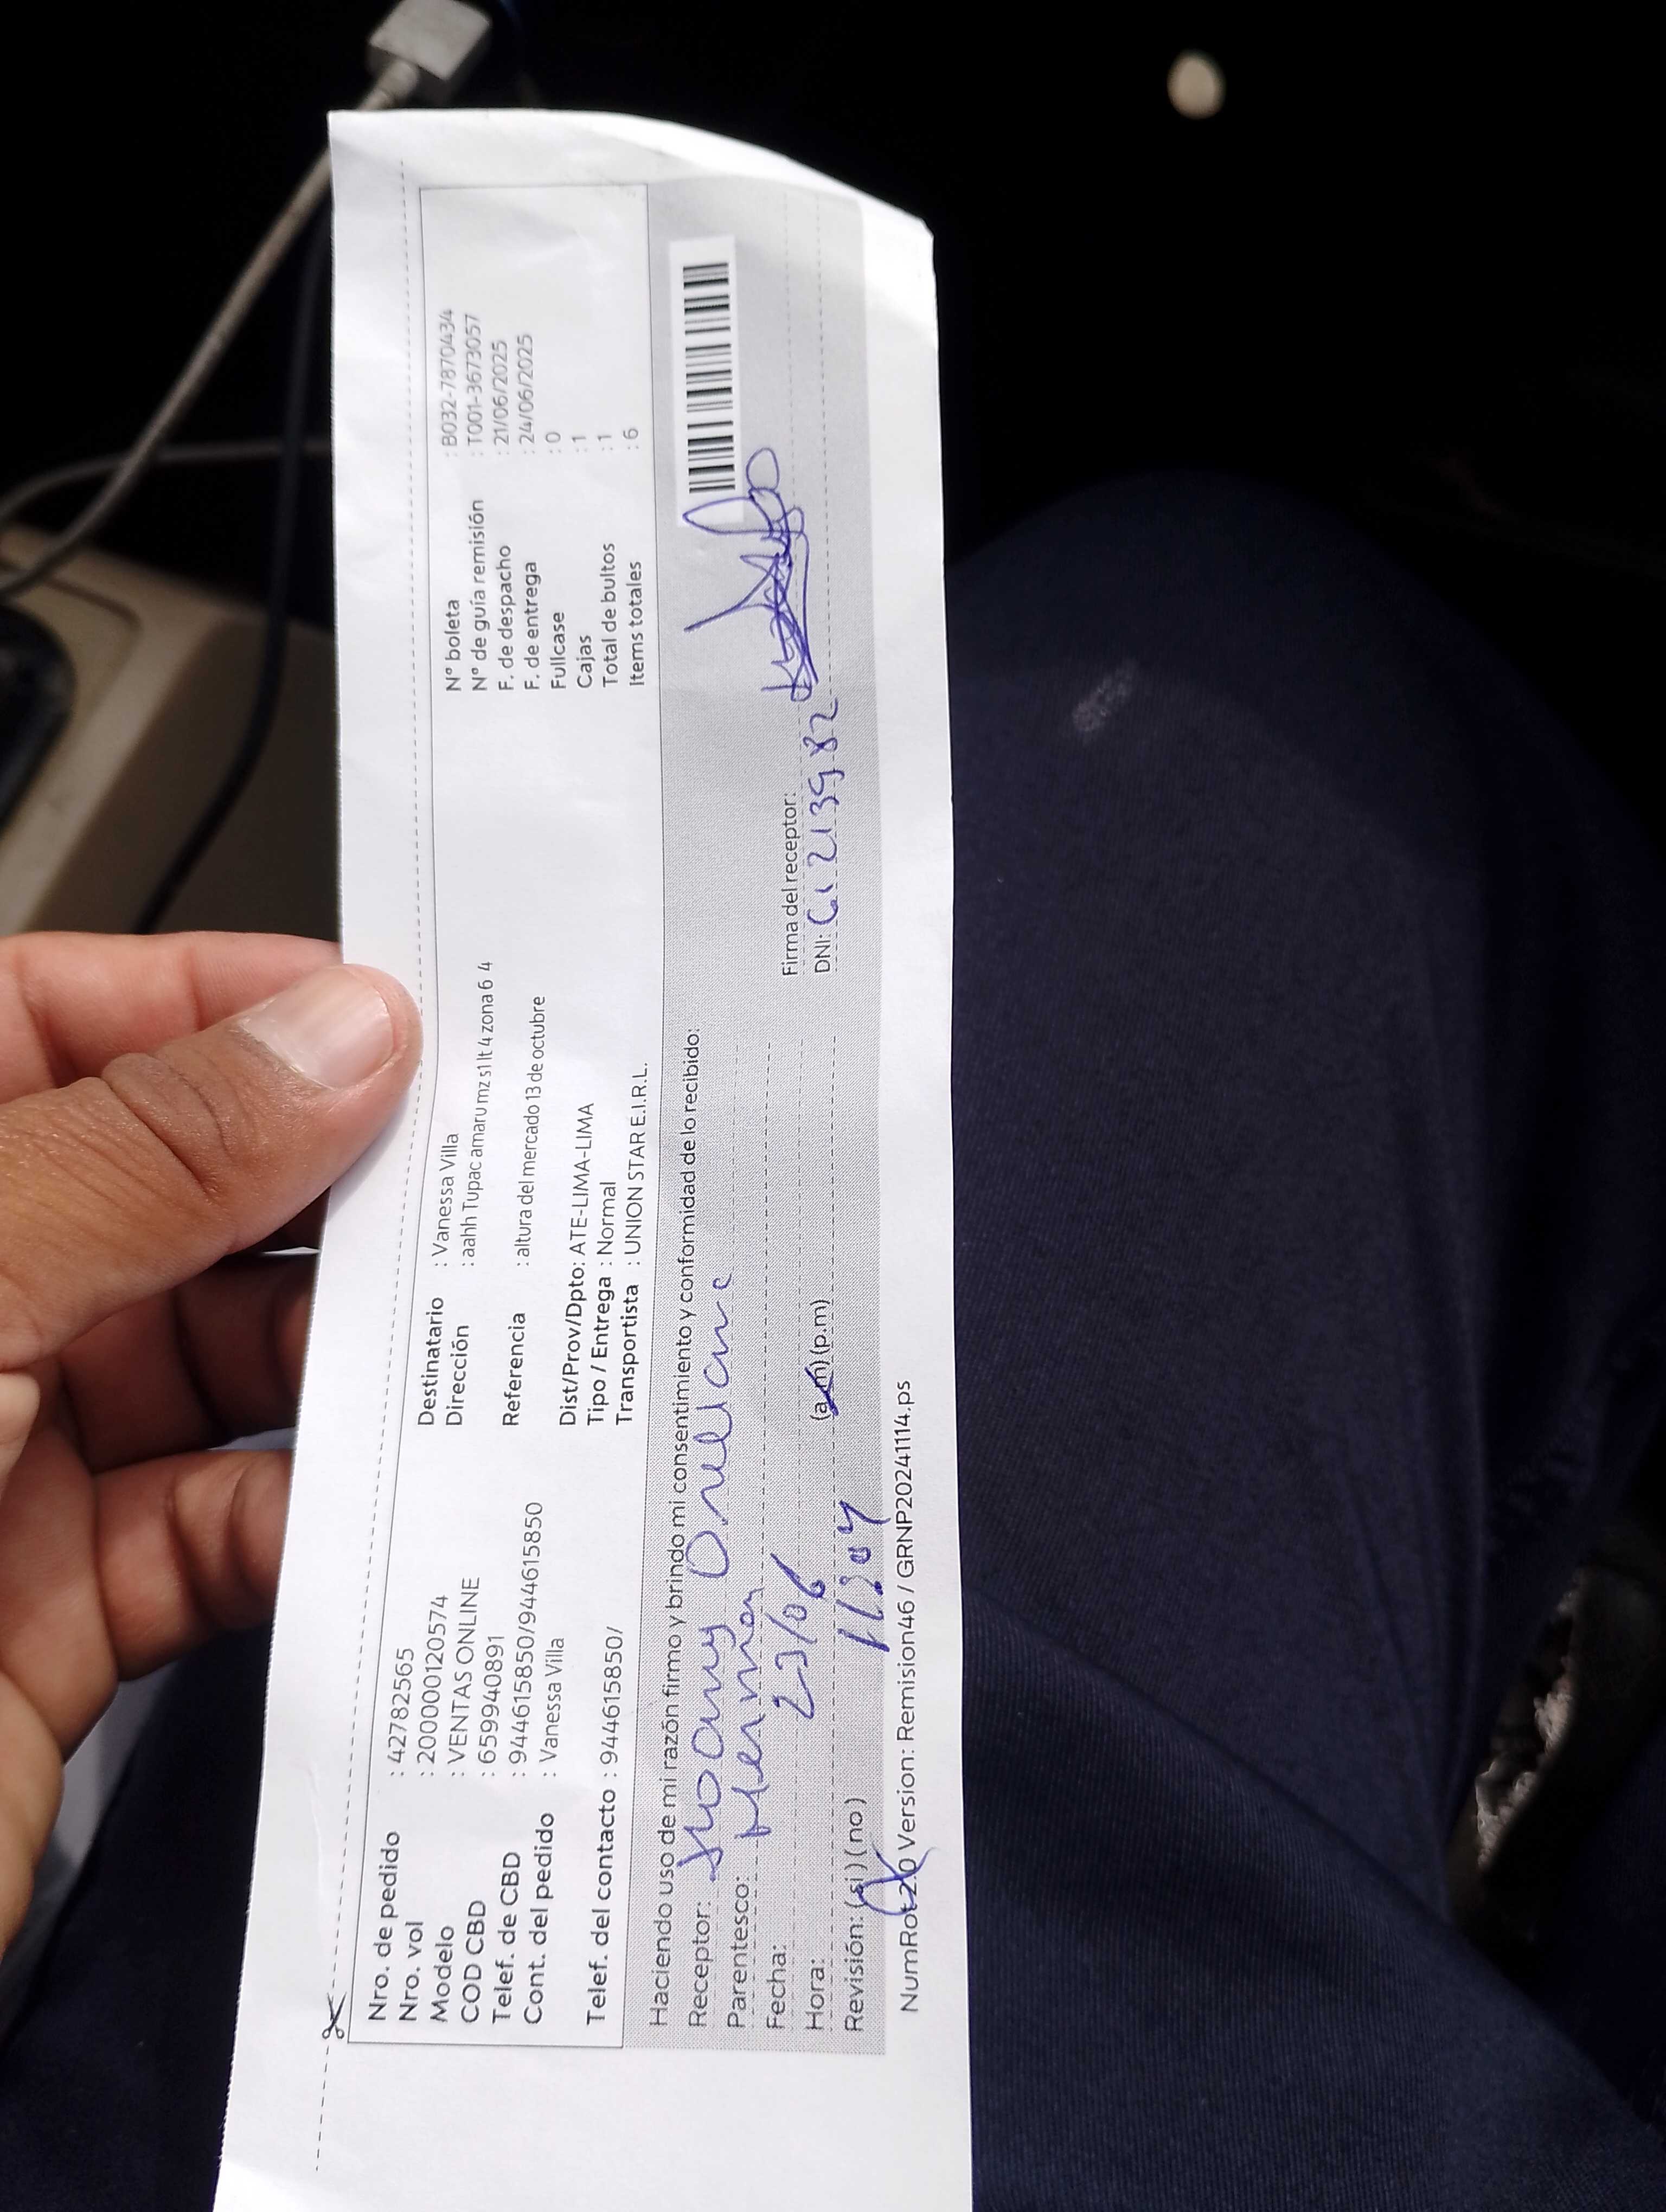 Nro. de pedido : 42782565
Nro. vol : 2000000120574
Modelo : VENTAS ONLINE
COD CBD : 659940891
Telef. de CBD : 944615850/944615850
Cont. del pedido : Vanessa Villa
Telef. del contacto : 944615850/
Destinatario : Vanessa Villa
Dirección : aahh Tupac amaru mz s1 lt 4 zona 6 4
Referencia : altura del mercado 13 de octubre
Dist/Prov/Dpto: ATE-LIMA-LIMA
Tipo / Entrega : Normal
Transportista : UNION STAR E.I.R.L.
N° boleta : B032-7870434
N° de guía remisión : T001-3673057
F. de despacho : 21/06/2025
F. de entrega : 24/06/2025
Fullcase : 0
Cajas : 1
Total de bultos : 1
Items totales : 6
Haciendo uso de mi razón firmo y brindo mi consentimiento y conformidad de lo recibido:
Receptor:
Parentesco:
Fecha: 23/06
Hora: (a.m) (p.m)
Revisión: (si) (no)
Firma del receptor:
DNI:
Version: Remision46 / GRNP20241114.ps